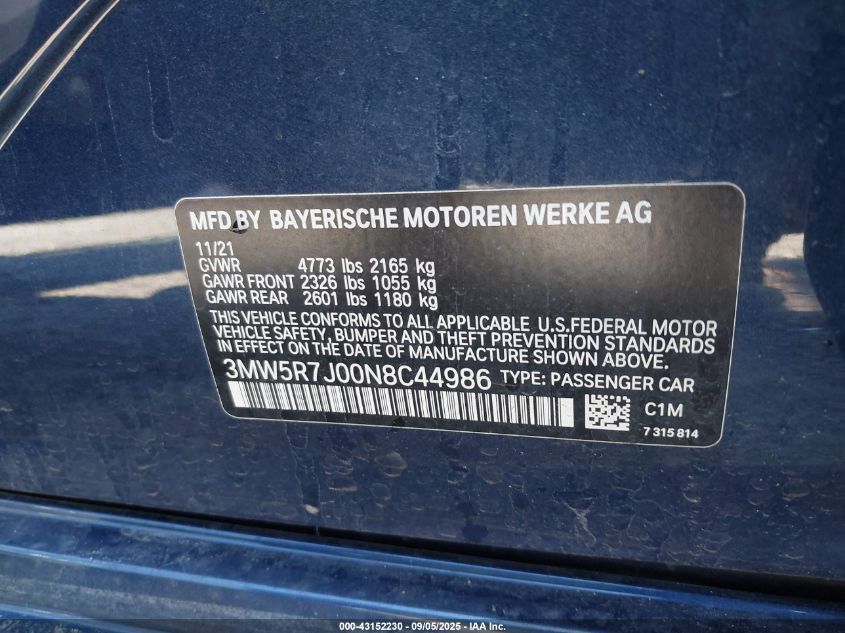 MFD BY BAYERISCHE MOTOREN WERKE AG
11/21
GVWR 4773 lbs 2165 kg
GAWR FRONT 2326 lbs 1055 kg
GAWR REAR 2601 lbs 1180 kg
THIS VEHICLE CONFORMS TO ALL APPLICABLE U.S.FEDERAL MOTOR
VEHICLE SAFETY, BUMPER AND THEFT PREVENTION STANDARDS
IN EFFECT ON THE DATE OF MANUFACTURE SHOWN ABOVE.
3MW5R7J00N8C44986 TYPE: PASSENGER CAR
C1M
7 315 814
000-43152230 - 09/05/2025 - IAA Inc.